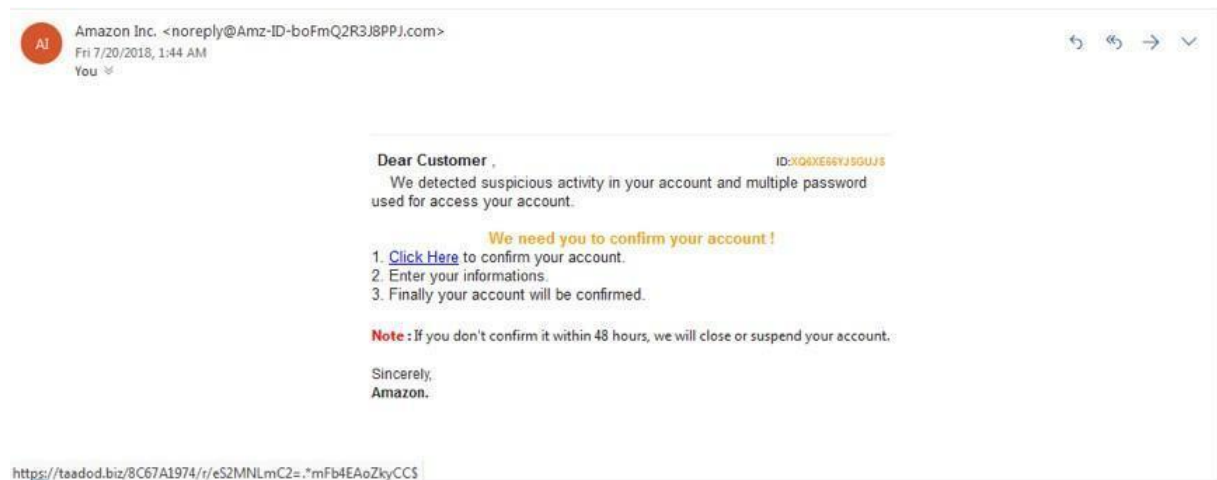 AI
Amazon Inc. <noreply@Amz-ID-boFmQ2R3J8PPJ.com>
Fri 7/20/2018, 1:44 AM
You
Dear Customer ,
ID:XQ6XE66YJSGUJS
We detected suspicious activity in your account and multiple password
used for access your account.
We need you to confirm your account !
1. Click Here to confirm your account.
2. Enter your informations.
3. Finally your account will be confirmed.
Note : If you don't confirm it within 48 hours, we will close or suspend your account.
Sincerely,
Amazon.
https://taadod.biz/8C67A1974/r/eS2MNLmC2=.*mFb4EAoZkyCC$